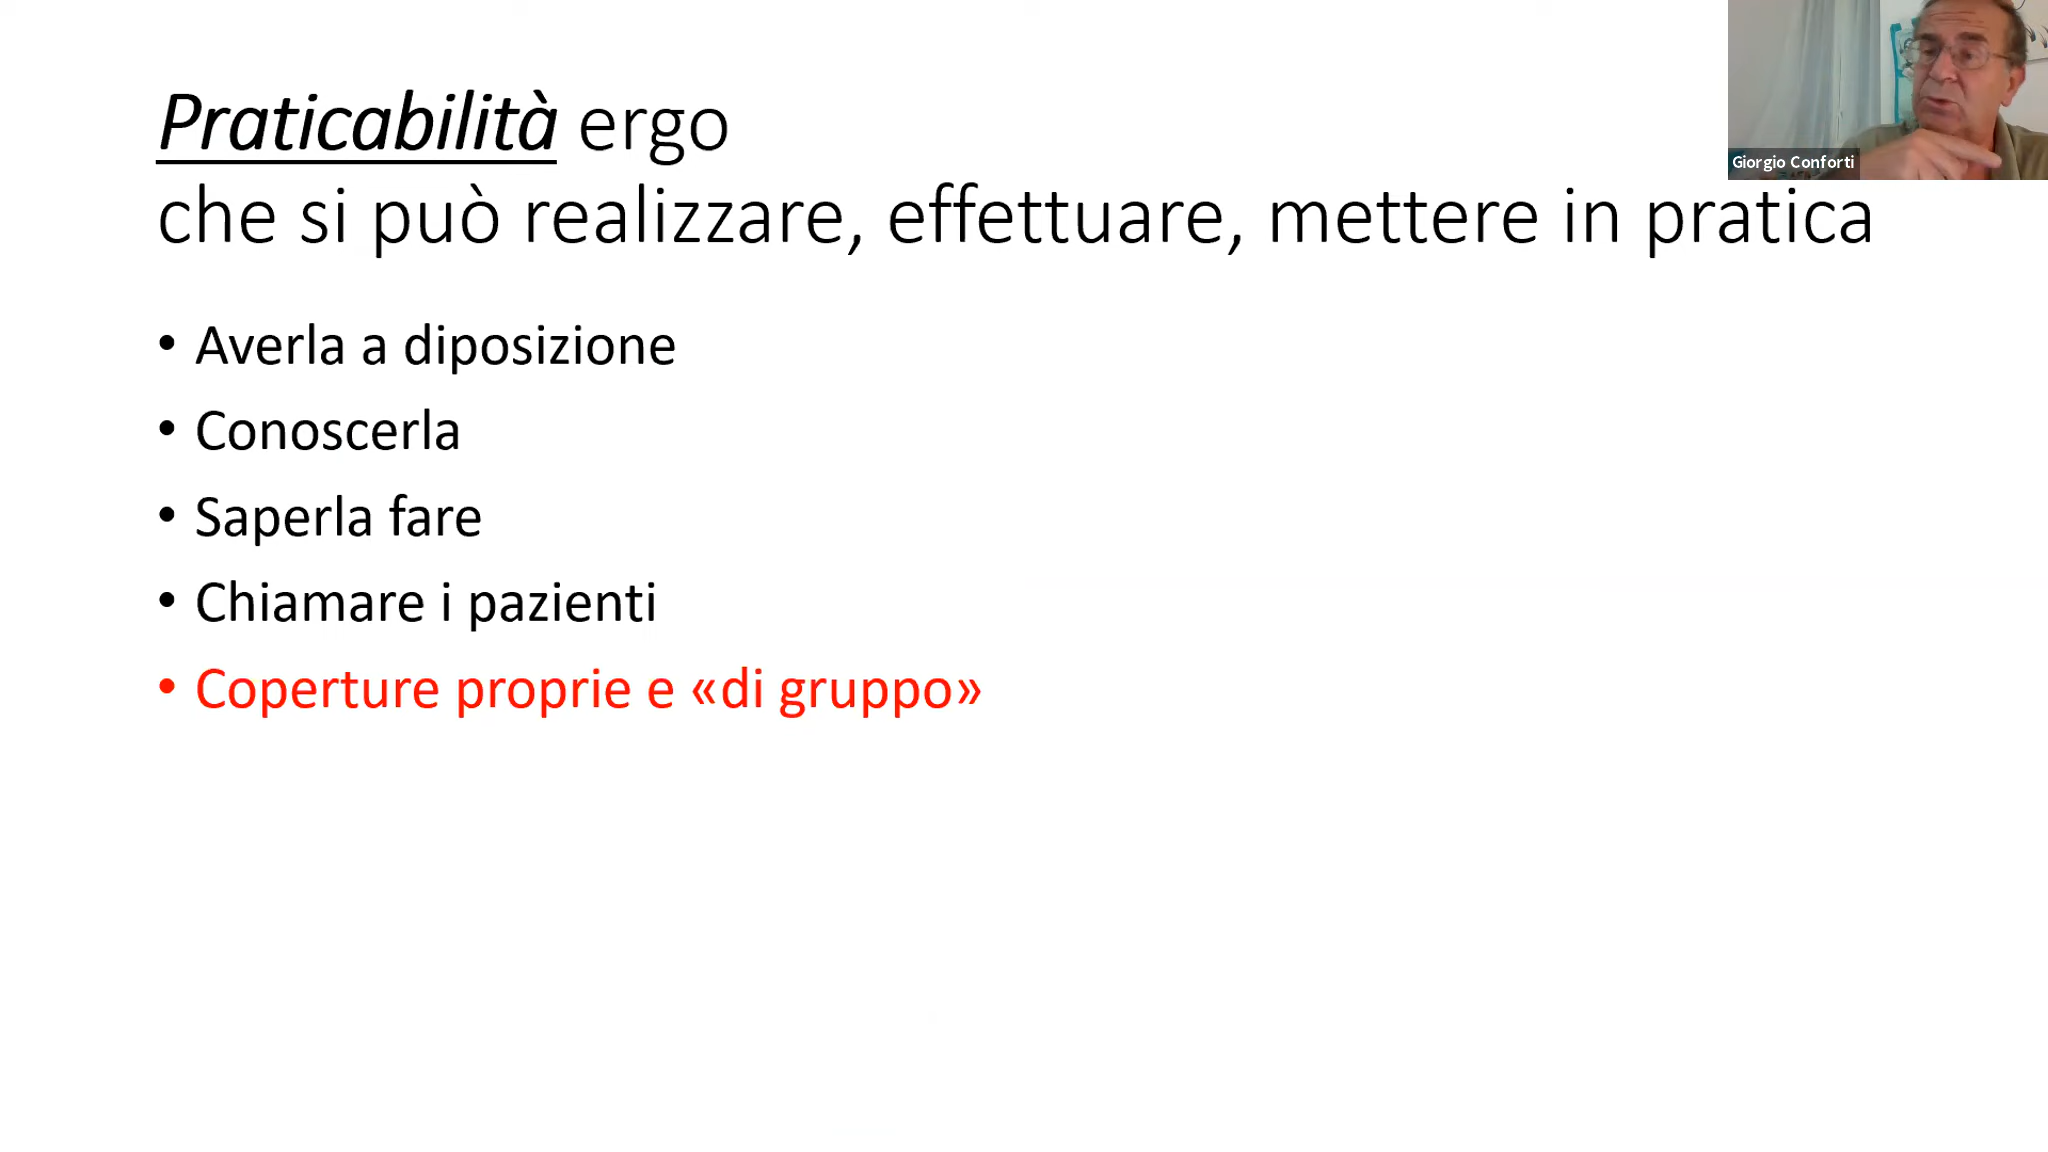 Praticabilità ergo
che si può realizzare, effettuare, mettere in pratica
• Averla a diposizione
• Conoscerla
• Saperla fare
• Chiamare i pazienti
• Coperture proprie e «di gruppo»
Giorgio Conforti